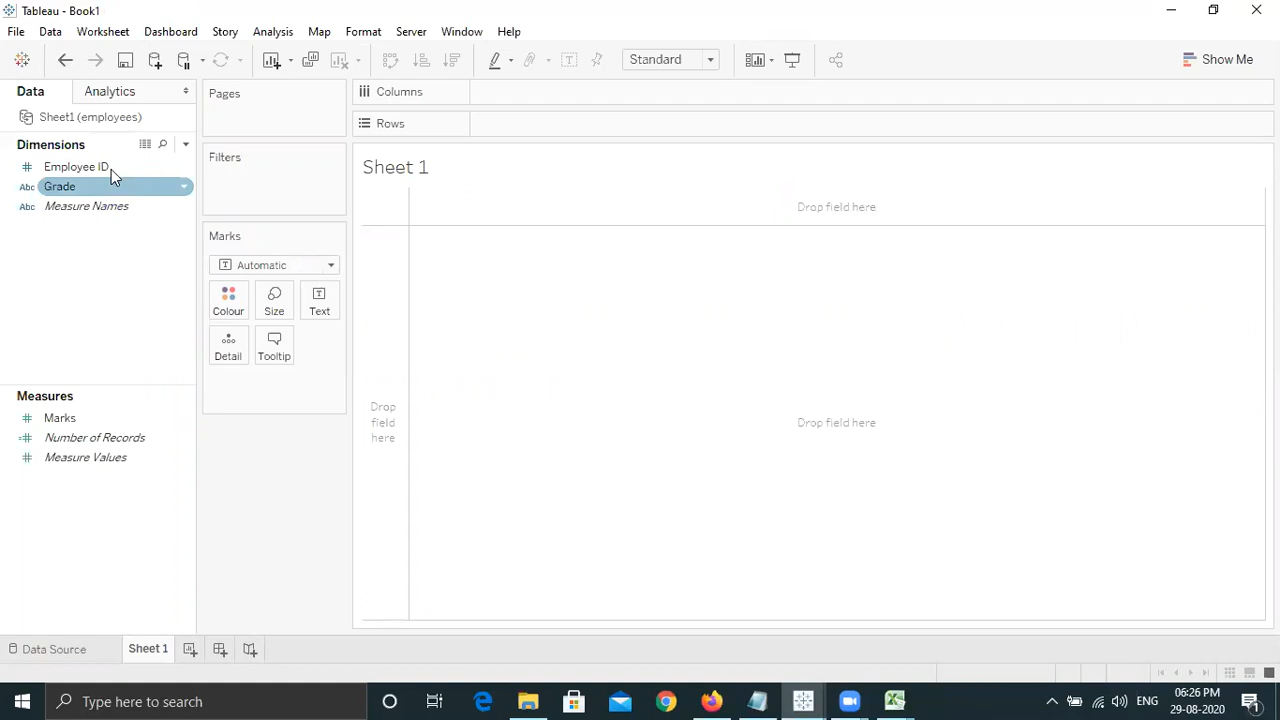 Tableau - Book1
File Data Worksheet Dashboard Story Analysis Map Format Server Window Help
Standard
Show Me
Data Analytics
Sheet1 (employees)
Dimensions
Employee ID
Abc Grade
Abc Measure Names
Measures
Marks
Number of Records
Measure Values
Pages
Filters
Marks
Automatic
Colour Size Text
Detail Tooltip
Columns
Rows
Sheet 1
Drop field here
Drop
field
here
Drop field here
Data Source Sheet 1
Type here to search
ENG
06:26 PM
29-08-2020
1